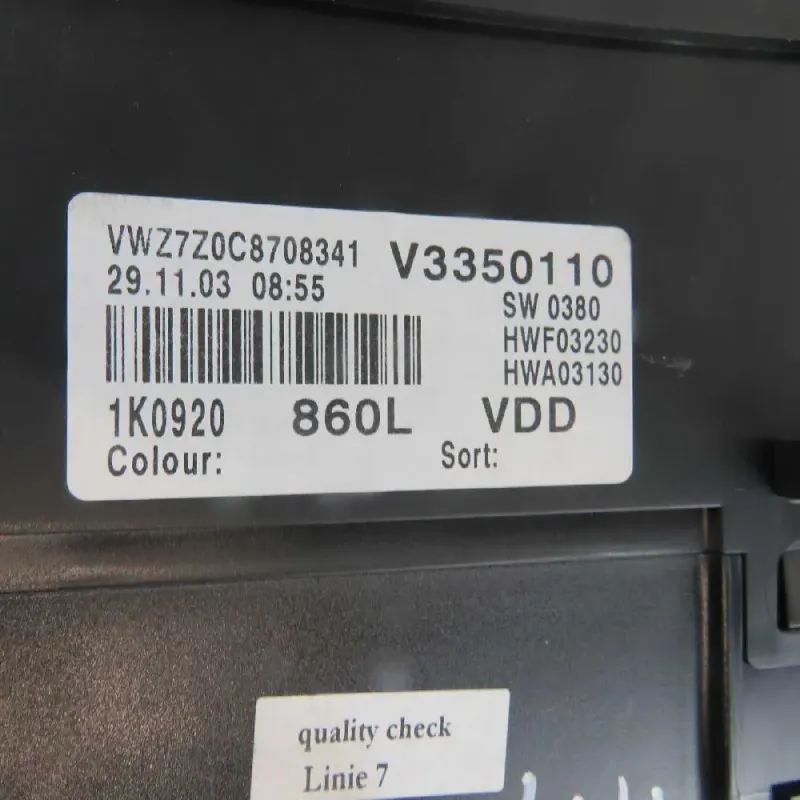 VWZ7Z0C8708341 V3350110
29.11.03 08:55
SW 0380
HWF03230
HWA03130
1K0920 860L VDD
Colour: Sort:
quality check
Linie 7